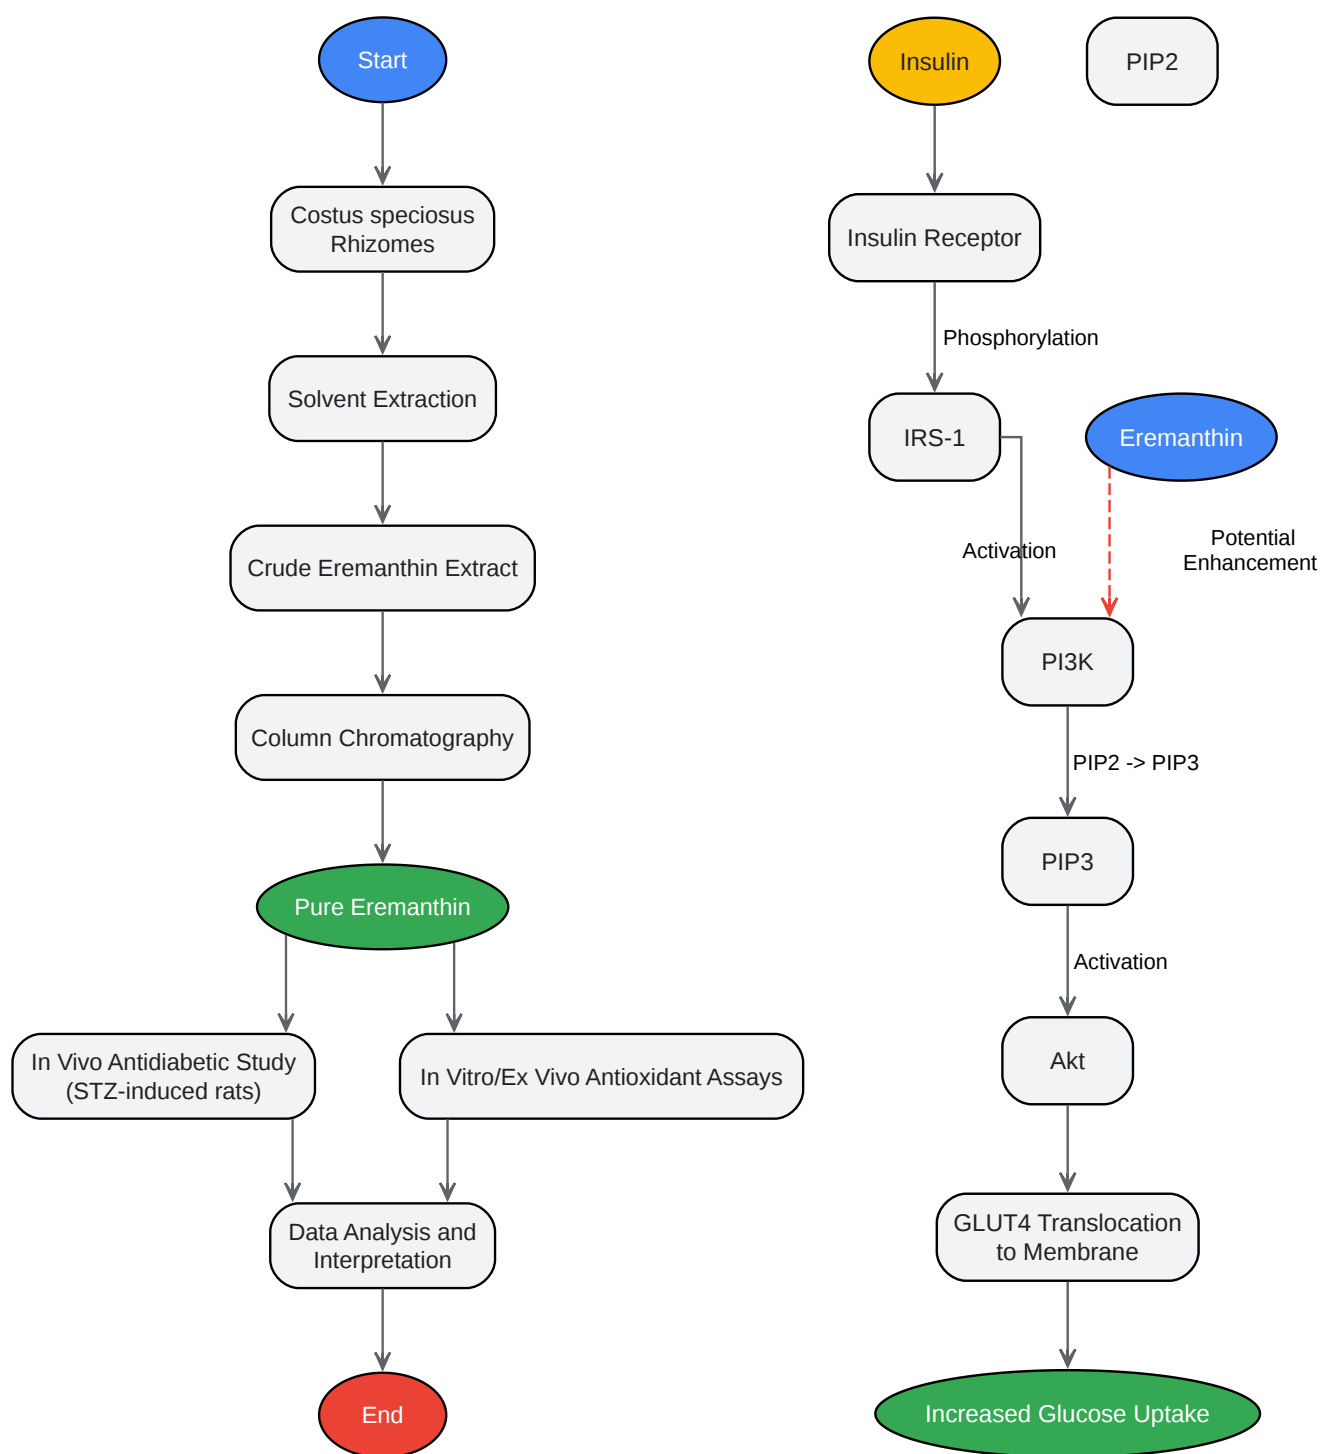 Start
Costus speciosus
Rhizomes
Solvent Extraction
Crude Eremanthin Extract
Column Chromatography
Pure Eremanthin
In Vivo Antidiabetic Study
(STZ-induced rats)
In Vitro/Ex Vivo Antioxidant Assays
Data Analysis and
Interpretation
End
Insulin
PIP2
Insulin Receptor
Phosphorylation
IRS-1
Eremanthin
Activation
Potential
Enhancement
PI3K
PIP2 -> PIP3
PIP3
Activation
Akt
GLUT4 Translocation
to Membrane
Increased Glucose Uptake